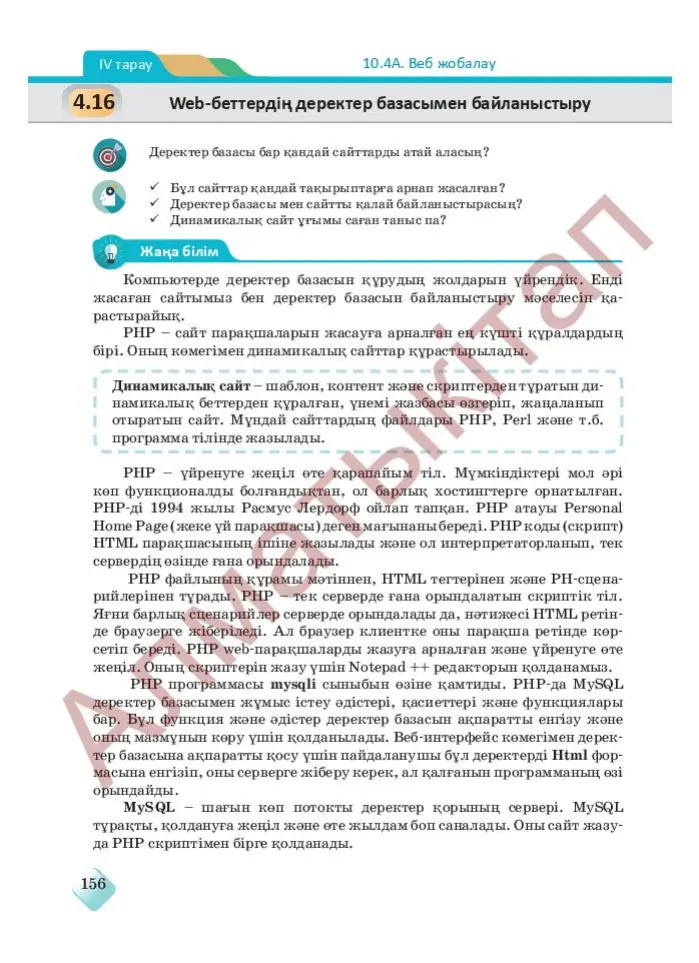 IV тарау
10.4А. Веб жобалау
4.16
Web-беттердің деректер базасымен байланыстыру
Деректер базасы бар қандай сайттарды атай аласың?
✓ Бұл сайттар қандай тақырыптарға арнап жасалған?
✓ Деректер базасы мен сайтты қалай байланыстырасың?
✓ Динамикалық сайт ұғымы саған таныс па?
Жаңа білім
Компьютерде деректер базасын құрудың жолдарын үйрендік. Енді
жасаған сайтымыз бен деректер базасын байланыстыру мәселесін қа-
растырайық.
PHP – сайт парақшаларын жасауға арналған ең күшті құралдардың
бірі. Оның көмегімен динамикалық сайттар құрастырылады.
Динамикалық сайт – шаблон, контент және скриптерден тұратын ди-
намикалық беттерден құралған, үнемі жазбасы өзгеріп, жаңаланып
отыратын сайт. Мұндай сайттардың файлдары PHP, Perl және т.б.
программа тілінде жазылады.
PHP – үйренуге жеңіл өте қарапайым тіл. Мүмкіндіктері мол әрі
көп функционалды болғандықтан, ол барлық хостингтерге орнатылған.
PHP-ді 1994 жылы Расмус Лердорф ойлап тапқан. PHP атауы Personal
Home Page (жеке үй парақшасы) деген мағынаны береді. PHP коды (скрипт)
HTML парақшасының ішіне жазылады және ол интерпретаторланып, тек
сервердің өзінде ғана орындалады.
PHP файлының құрамы мәтіннен, HTML тегтерінен және PH-сцена-
рийлерінен тұрады. PHP – тек серверде ғана орындалатын скриптік тіл.
Яғни барлық сценарийлер серверде орындалады да, нәтижесі HTML ретін-
де браузерге жіберіледі. Ал браузер клиентке оны парақша ретінде көр-
сетіп береді. PHP web-парақшаларды жазуға арналған және үйренуге өте
жеңіл. Оның скриптерін жазу үшін Notepad ++ редакторын қолданамыз.
PHP программасы mysqli сыныбын өзіне қамтиды. PHP-да MySQL
деректер базасымен жұмыс істеу әдістері, қасиеттері және функциялары
бар. Бұл функция және әдістер деректер базасын ақпаратты енгізу және
оның мазмұнын көру үшін қолданылады. Веб-интерфейс көмегімен дерек-
тер базасына ақпаратты қосу үшін пайдаланушы бұл деректерді Html фор-
масына енгізіп, оны серверге жіберу керек, ал қалғанын программаның өзі
орындайды.
MySQL – шағын көп потокты деректер қорының сервері. MySQL
тұрақты, қолдануға жеңіл және өте жылдам боп саналады. Оны сайт жазу-
да PHP скриптімен бірге қолданады.
156
Алматыкітап